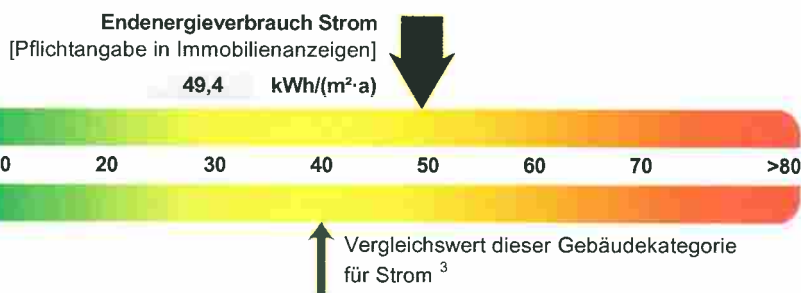 Endenergieverbrauch Strom
[Pflichtangabe in Immobilienanzeigen]
49,4 kWh/(m²·a)
0 20 30 40 50 60 70 >80
Vergleichswert dieser Gebäudekategorie
für Strom ³